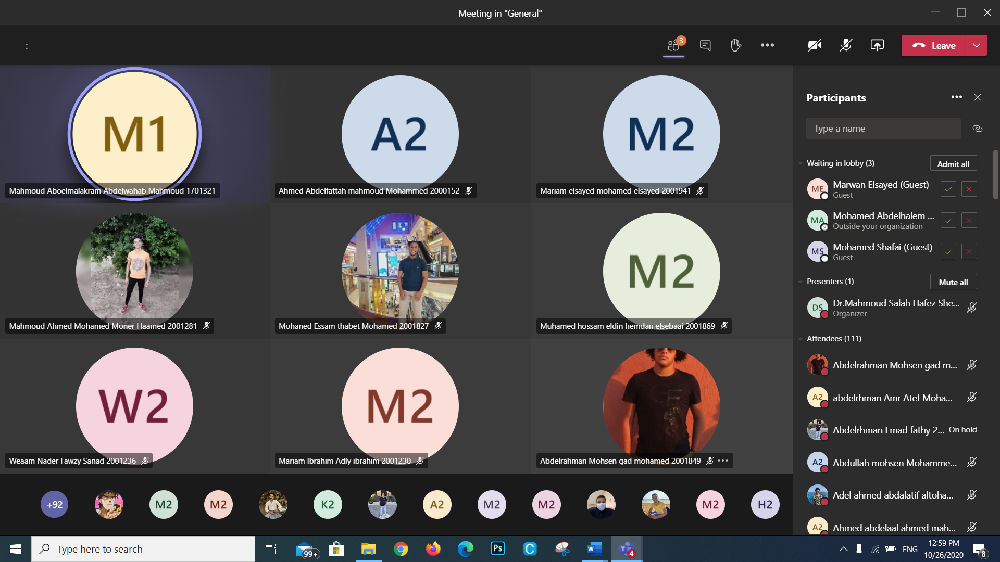 Meeting in "General"
--:--
3
Leave
M1
Mahmoud Aboelmalakram Abdelwahab Mahmoud 1701321
A2
Ahmed Abdelfattah mahmoud Mohammed 2000152
M2
Mariam elsayed mohamed elsayed 2001941
Mahmoud Ahmed Mohamed Moner Haamed 2001281
Mohaned Essam thabet Mohamed 2001827
M2
Muhamed hossam eldin hemdan elsebaai 2001869
W2
Weaam Nader Fawzy Sanad 2001236
M2
Mariam Ibrahim Adly ibrahim 2001230
Abdelrahman Mohsen gad mohamed 2001849
+92
M2
M2
K2
A2
M2
M2
M2
H2
Participants
Type a name
Waiting in lobby (3)
Admit all
ME
Marwan Elsayed (Guest)
Guest
MA
Mohamed Abdelhalem ...
Outside your organization
MS
Mohamed Shafai (Guest)
Guest
Presenters (1)
Mute all
DS
Dr.Mahmoud Salah Hafez She...
Organizer
Attendees (111)
Abdelrahman Mohsen gad m...
A2
abdelrhman Amr Atef Moha...
Abdelrhman Emad fathy 2...
On hold
A2
Abdullah mohsen Mohamme...
Adel ahmed abdalatif altoha...
A2
Ahmed abdelaal ahmed mah...
Type here to search
99+
Ps
C
W
T
4
ENG
12:59 PM
10/26/2020
8